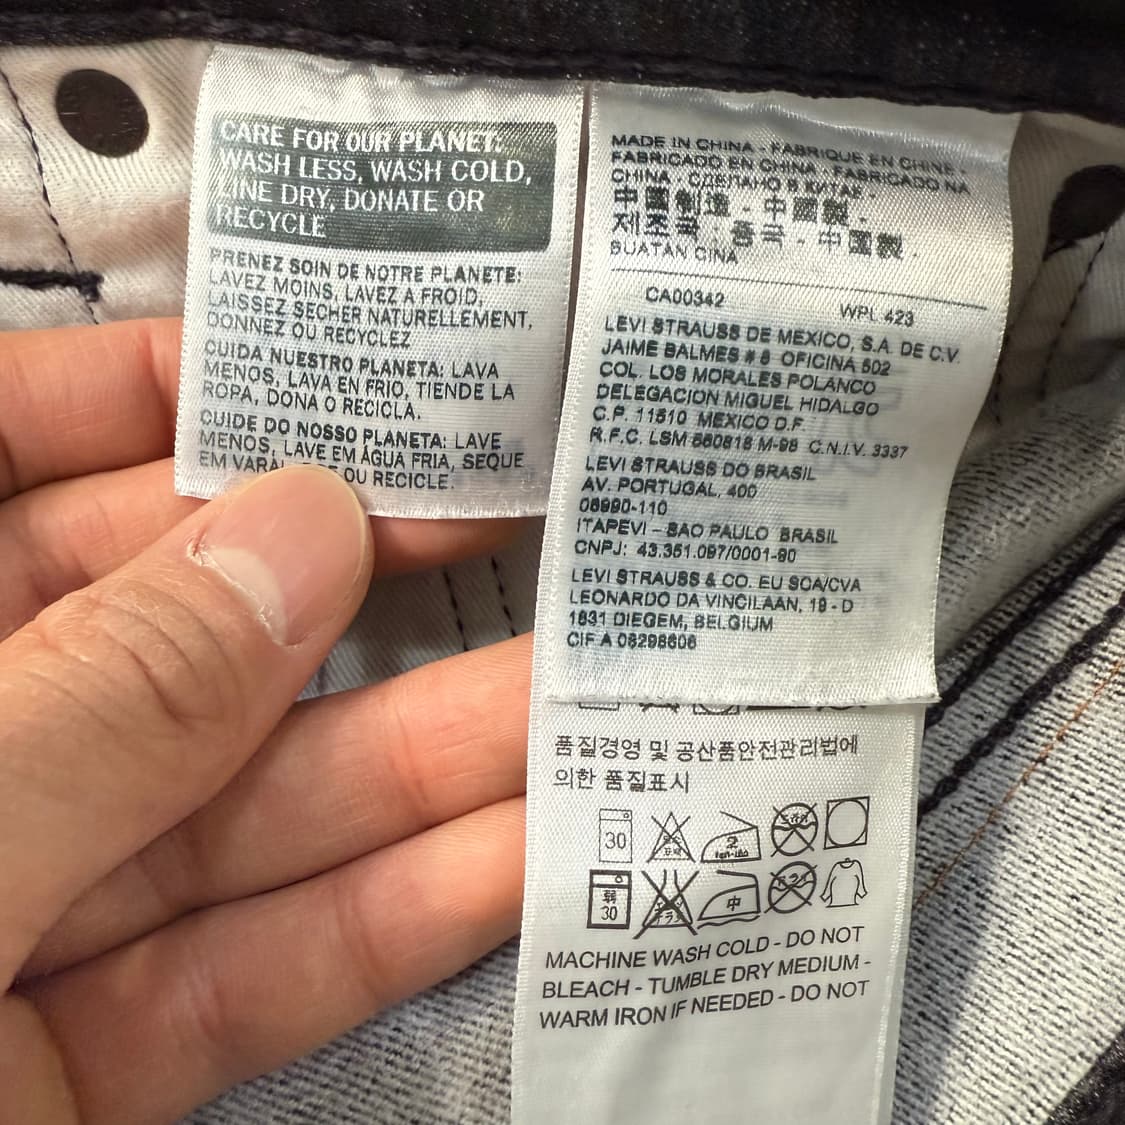 CARE FOR OUR PLANET:
WASH LESS, WASH COLD,
LINE DRY, DONATE OR
RECYCLE
PRENEZ SOIN DE NOTRE PLANETE:
LAVEZ MOINS, LAVEZ A FROID,
LAISSEZ SECHER NATURELLEMENT,
DONNEZ OU RECYCLEZ
CUIDA NUESTRO PLANETA: LAVA
MENOS, LAVA EN FRIO, TIENDE LA
ROPA, DONA O RECICLA.
CUIDE DO NOSSO PLANETA: LAVE
MENOS, LAVE EM ÁGUA FRIA, SEQUE
EM OU RECICLE.
MADE IN CHINA - FABRIQUE EN CHINE -
FABRICADO EN CHINA - FABRICADO NA
CHINA - СДЕЛАНО В КИТАЕ -
中國制造 - 中國製 -
제조국 - 중국 - 中國製 -
BUATAN CINA
CA00342 WPL 423
LEVI STRAUSS DE MEXICO, S.A. DE C.V.
JAIME BALMES # 8 OFICINA 502
COL. LOS MORALES POLANCO
DELEGACION MIGUEL HIDALGO
C.P. 11510 MEXICO D.F.
R.F.C. LSM 860818 M-98 C.N.I.V. 3337
LEVI STRAUSS DO BRASIL
AV. PORTUGAL, 400
06690-110
ITAPEVI - SAO PAULO BRASIL
CNPJ: 43.351.097/0001-90
LEVI STRAUSS & CO. EU SCA/CVA
LEONARDO DA VINCILAAN, 19 - D
1831 DIEGEM, BELGIUM
CIF A 08298606
품질경영 및 공산품안전관리법에
의한 품질표시
30 2
弱 30 中
MACHINE WASH COLD - DO NOT
BLEACH - TUMBLE DRY MEDIUM -
WARM IRON IF NEEDED - DO NOT